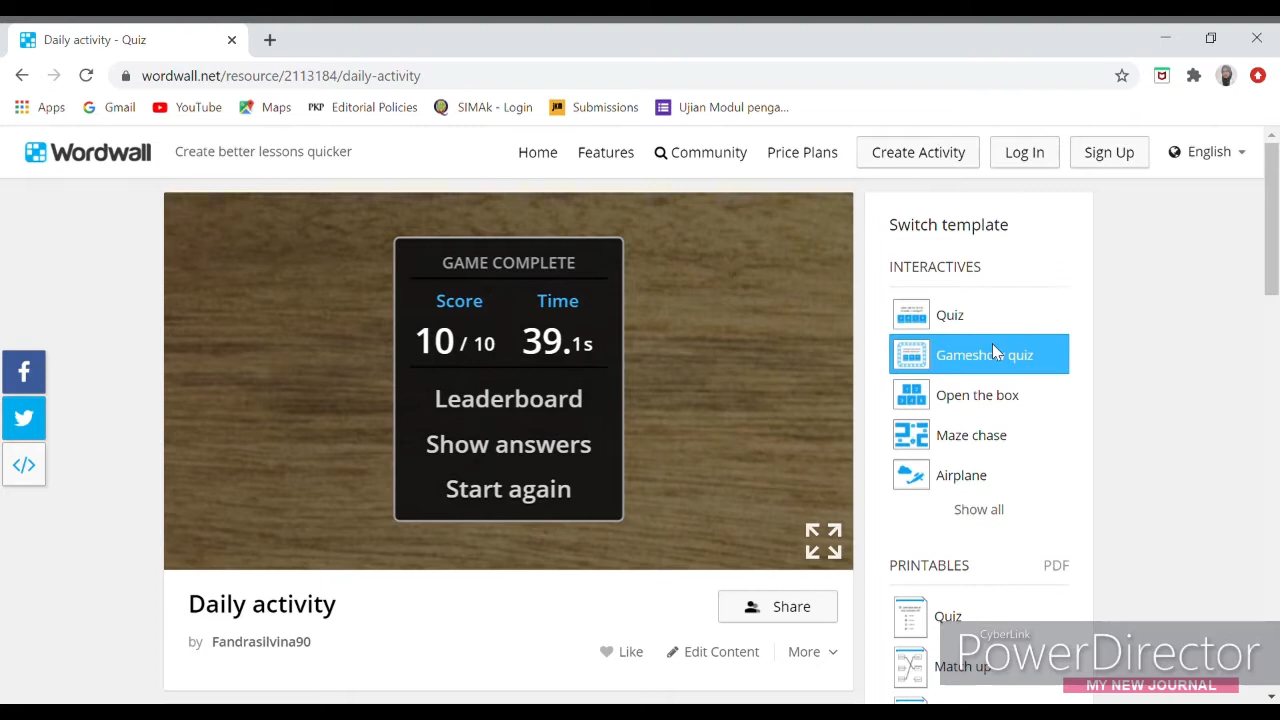 Daily activity - Quiz
wordwall.net/resource/2113184/daily-activity
Apps Gmail YouTube Maps PKP Editorial Policies SIMAk - Login JKB Submissions Ujian Modul penga...
Wordwall Create better lessons quicker Home Features Community Price Plans Create Activity Log In Sign Up English
Switch template
INTERACTIVES
Quiz
Gameshow quiz
Open the box
Maze chase
Airplane
Show all
PRINTABLES PDF
Quiz
Match up
GAME COMPLETE
Score Time
10 / 10 39.1s
Leaderboard
Show answers
Start again
Daily activity
Share
by Fandrasilvina90
Like Edit Content More
CyberLink
PowerDirector
MY NEW JOURNAL